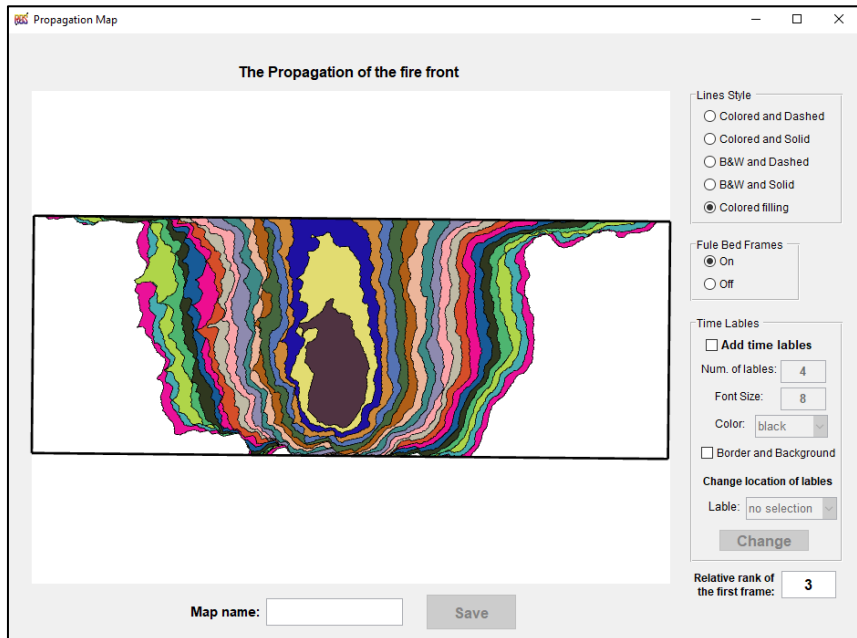 Propagation Map
The Propagation of the fire front
Lines Style
Colored and Dashed
Colored and Solid
B&W and Dashed
B&W and Solid
Colored filling
Fule Bed Frames
On
Off
Time Lables
Add time lables
Num. of lables: 4
Font Size: 8
Color: black
Border and Background
Change location of lables
Lable: no selection
Change
Relative rank of
the first frame: 3
Map name:
Save